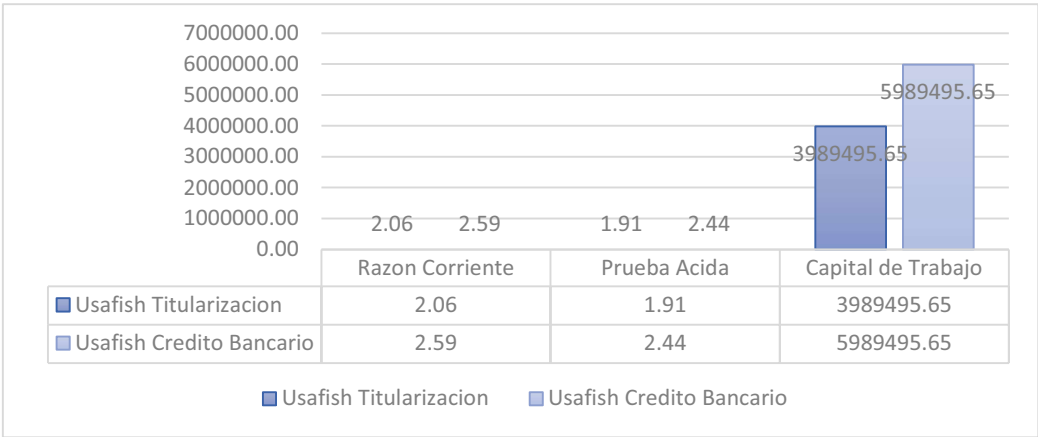 7000000.00
6000000.00
5000000.00
4000000.00
3000000.00
2000000.00
1000000.00
0.00
2.06 2.59 1.91 2.44 3989495.65 5989495.65
Razon Corriente Prueba Acida Capital de Trabajo
Usafish Titularizacion 2.06 1.91 3989495.65
Usafish Credito Bancario 2.59 2.44 5989495.65
Usafish Titularizacion Usafish Credito Bancario